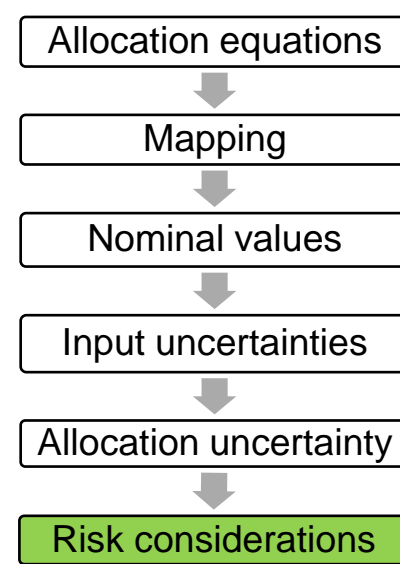 Allocation equations
Mapping
Nominal values
Input uncertainties
Allocation uncertainty
Risk considerations